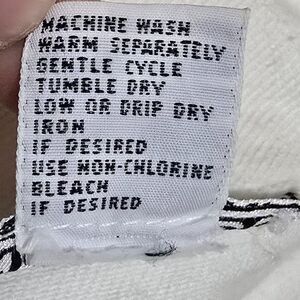 MACHINE WASH
WARM SEPARATELY
GENTLE CYCLE
TUMBLE DRY
LOW OR DRIP DRY
IRON
IF DESIRED
USE NON-CHLORINE
BLEACH
IF DESIRED